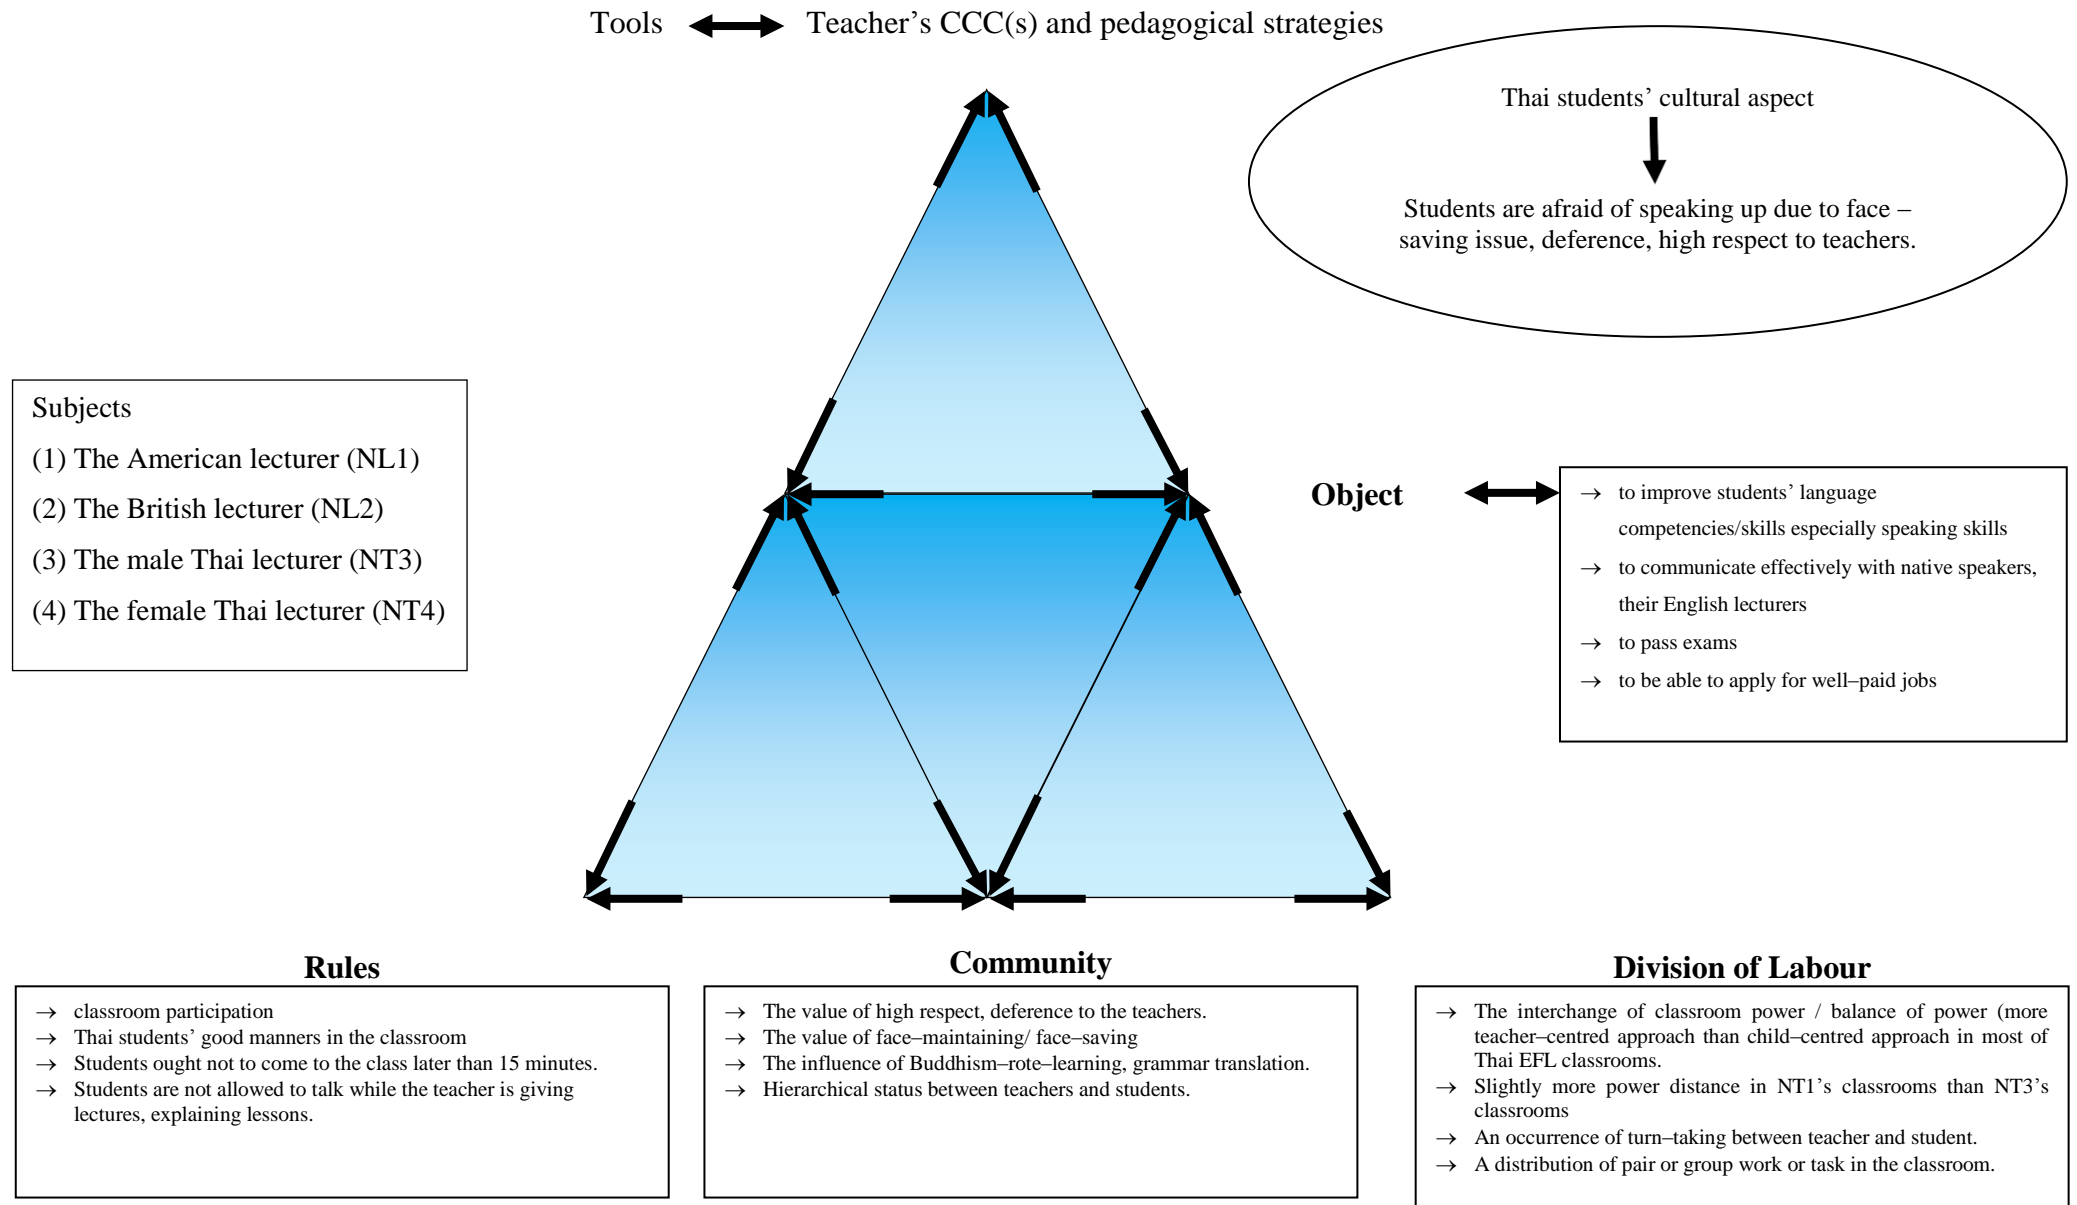 Tools Teacher’s CCC(s) and pedagogical strategies
Thai students’ cultural aspect
Students are afraid of speaking up due to face –
saving issue, deference, high respect to teachers.
Subjects
(1) The American lecturer (NL1)
(2) The British lecturer (NL2)
(3) The male Thai lecturer (NT3)
(4) The female Thai lecturer (NT4)
Object
→ to improve students’ language
competencies/skills especially speaking skills
→ to communicate effectively with native speakers,
their English lecturers
→ to pass exams
→ to be able to apply for well–paid jobs
Rules
→ classroom participation
→ Thai students’ good manners in the classroom
→ Students ought not to come to the class later than 15 minutes.
→ Students are not allowed to talk while the teacher is giving
lectures, explaining lessons.
Community
→ The value of high respect, deference to the teachers.
→ The value of face–maintaining/ face–saving
→ The influence of Buddhism–rote–learning, grammar translation.
→ Hierarchical status between teachers and students.
Division of Labour
→ The interchange of classroom power / balance of power (more
teacher–centred approach than child–centred approach in most of
Thai EFL classrooms.
→ Slightly more power distance in NT1’s classrooms than NT3’s
classrooms
→ An occurrence of turn–taking between teacher and student.
→ A distribution of pair or group work or task in the classroom.